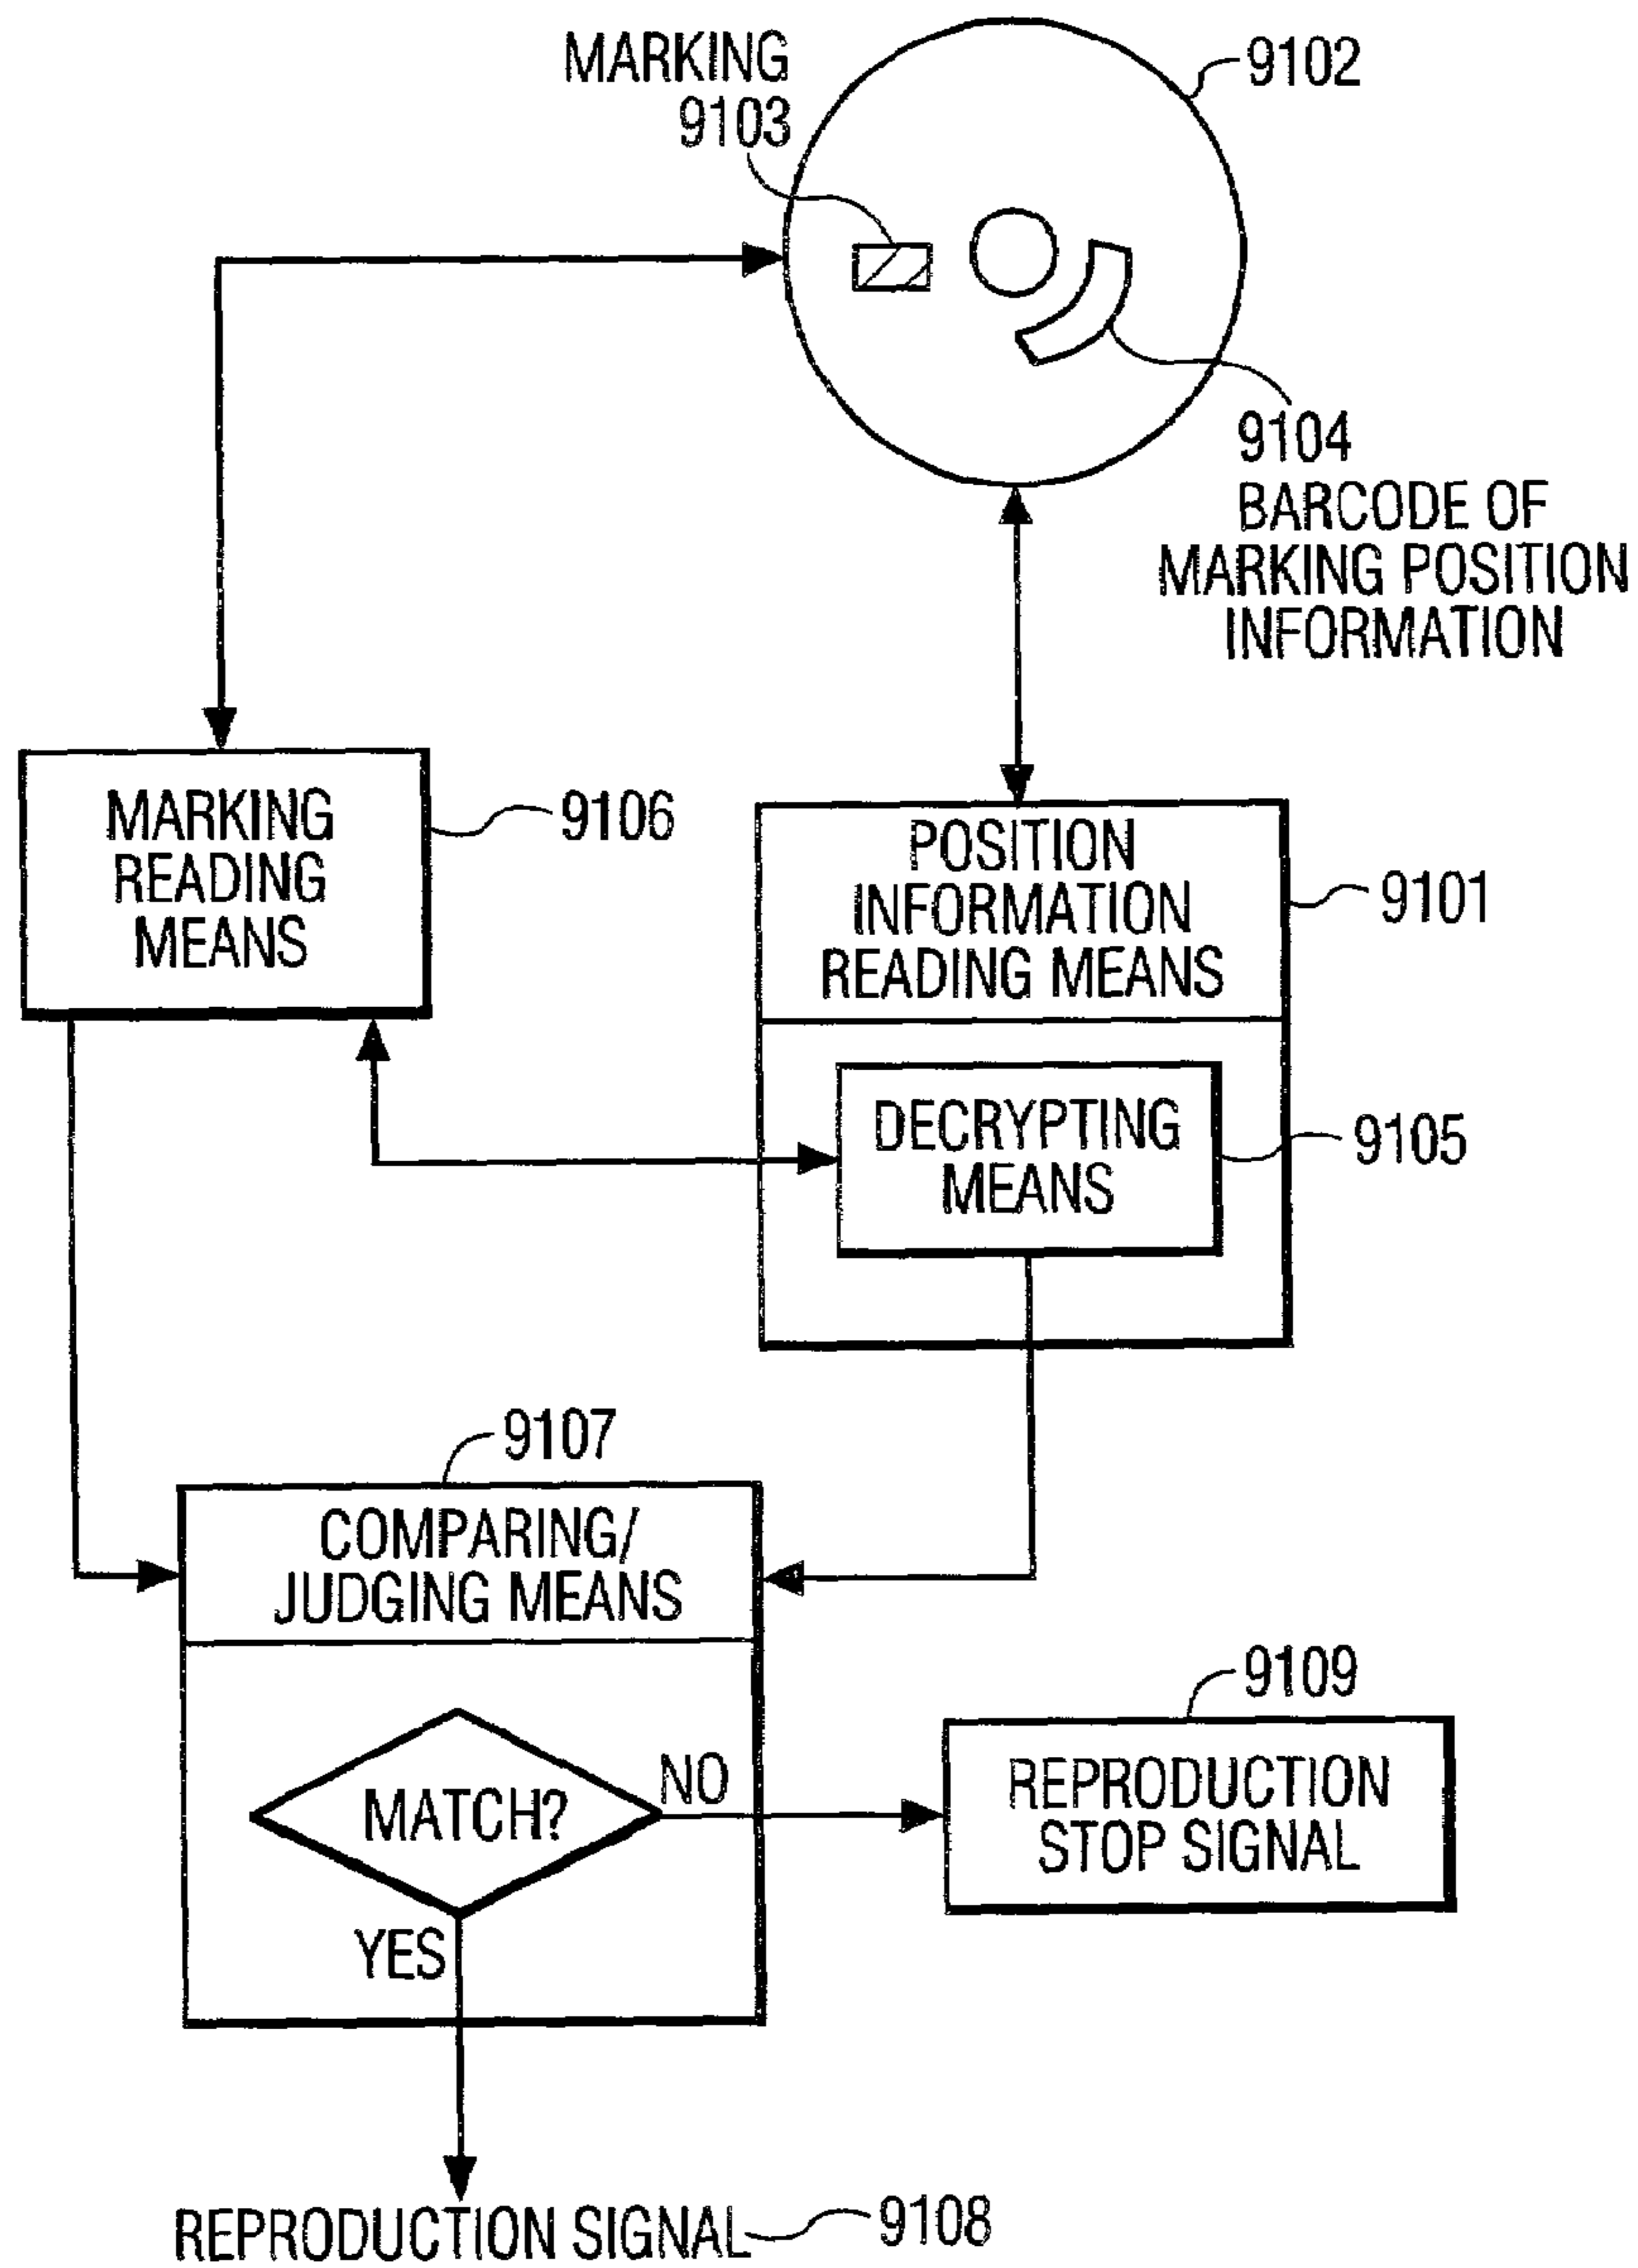 MARKING
9103
9102
9104
BARCODE OF
MARKING POSITION
INFORMATION
MARKING
READING
MEANS
9106
POSITION
INFORMATION
READING MEANS
9101
DECRYPTING
MEANS
9105
9107
COMPARING/
JUDGING MEANS
MATCH?
NO
YES
9109
REPRODUCTION
STOP SIGNAL
REPRODUCTION SIGNAL
9108